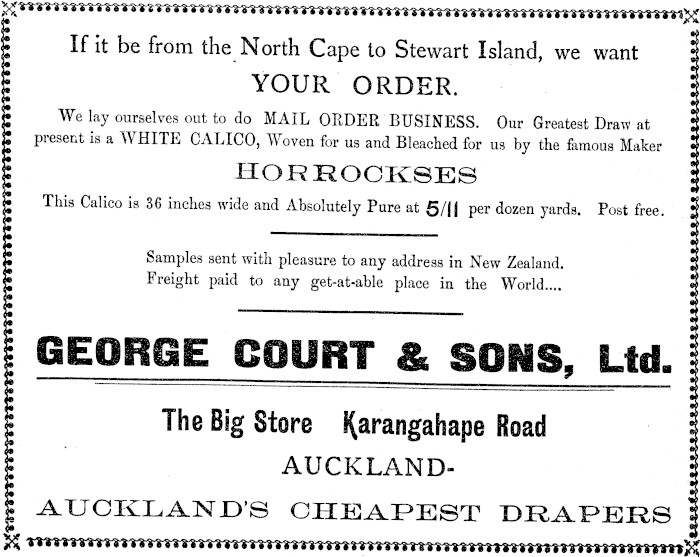 If it be from the North Cape to Stewart Island, we want
YOUR ORDER.
We lay ourselves out to do MAIL ORDER BUSINESS. Our Greatest Draw at
present is a WHITE CALICO, Woven for us and Bleached for us by the famous Maker
HORROCKSES
This Calico is 36 inches wide and Absolutely Pure at 5/11 per dozen yards. Post free.
Samples sent with pleasure to any address in New Zealand.
Freight paid to any get-at-able place in the World....
GEORGE COURT & SONS, Ltd.
The Big Store Karangahape Road
AUCKLAND-
AUCKLAND'S CHEAPEST DRAPERS